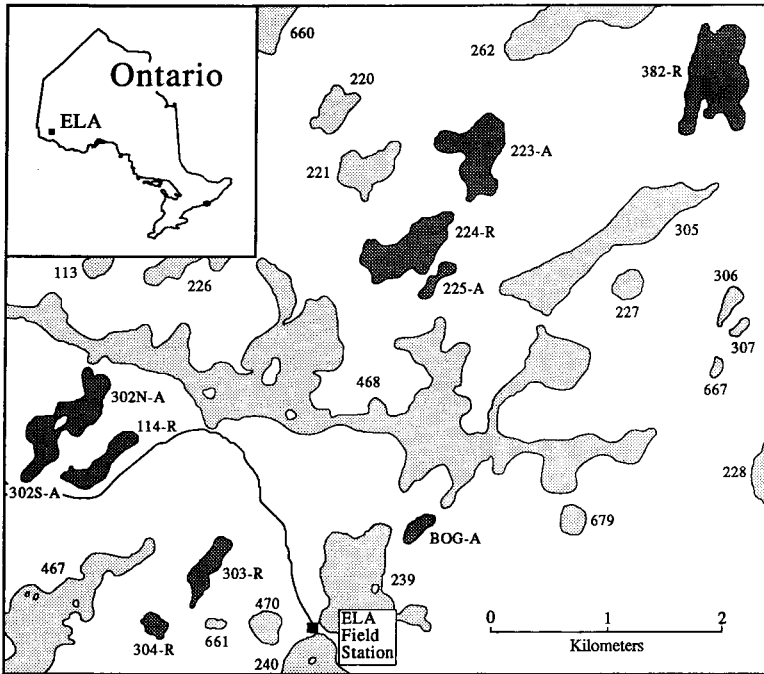 660
262
382-R
Ontario
ELA
220
223-A
221
224-R
305
225-A
113
226
227
306
307
667
468
302N-A
114-R
302S-A
228
679
BOG-A
467
303-R
239
470
661
304-R
240
ELA
Field
Station
0 1 2
Kilometers